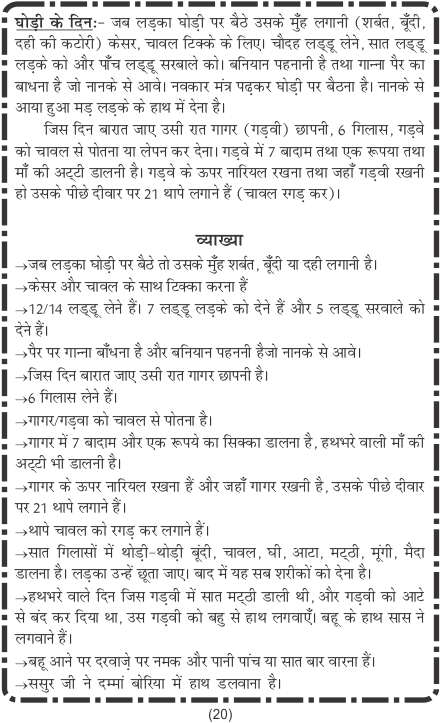 घोड़ी के दिन:- जब लड़का घोड़ी पर बैठे उसके मुँह लगानी (शर्बत, बूँदी,
दही की कटोरी) केसर, चावल टिक्के के लिए। चौदह लड्डू लेने, सात लड्डू
लड़के को और पाँच लड्डू सरबाले को। बनियान पहनानी है तथा गान्ना पैर का
बाधना है जो नानके से आवे। नवकार मंत्र पढ़कर घोड़ी पर बैठना है। नानके से
आया हुआ मड़ लड़के के हाथ में देना है।
जिस दिन बारात जाए उसी रात गागर (गड़वी) छापनी, 6 गिलास, गड़वे
को चावल से पोतना या लेपन कर देना। गड़वे में 7 बादाम तथा एक रूपया तथा
माँ की अट्टी डालनी है। गड़वे के ऊपर नारियल रखना तथा जहाँ गड़वी रखनी
हो उसके पीछे दीवार पर 21 थापे लगाने हैं (चावल रगड़ कर)।
व्याख्या
→जब लड़का घोड़ी पर बैठे तो उसके मुँह शर्बत, बूँदी या दही लगानी है।
→केसर और चावल के साथ टिक्का करना हैं
→12/14 लड्डू लेने हैं। 7 लड्डू लड़के को देने हैं और 5 लड्डू सरवाले को
देने हैं।
→पैर पर गान्ना बाँधना है और बनियान पहननी हैजो नानके से आवे।
→जिस दिन बारात जाए उसी रात गागर छापनी है।
→6 गिलास लेने हैं।
→गागर/गड़वा को चावल से पोतना है।
→गागर में 7 बादाम और एक रूपये का सिक्का डालना है, हथभरे वाली माँ की
अट्टी भी डालनी है।
→गागर के ऊपर नारियल रखना हैं और जहाँ गागर रखनी है, उसके पीछे दीवार
पर 21 थापे लगाने हैं।
→थापे चावल को रगड़ कर लगाने हैं।
→सात गिलासों में थोड़ी-थोड़ी बूंदी, चावल, घी, आटा, मट्ठी, मूंगी, मैदा
डालना है। लड़का उन्हें छूता जाए। बाद में यह सब शरीकों को देना है।
→हथभरे वाले दिन जिस गड़वी में सात मट्ठी डाली थी, और गड़वी को आटे
से बंद कर दिया था, उस गड़वी को बहु से हाथ लगवाएँ। बहू के हाथ सास ने
लगवाने हैं।
→बहू आने पर दरवाज़े पर नमक और पानी पांच या सात बार वारना हैं।
→ससुर जी ने दम्मां बोरिया में हाथ डलवाना है।
(20)